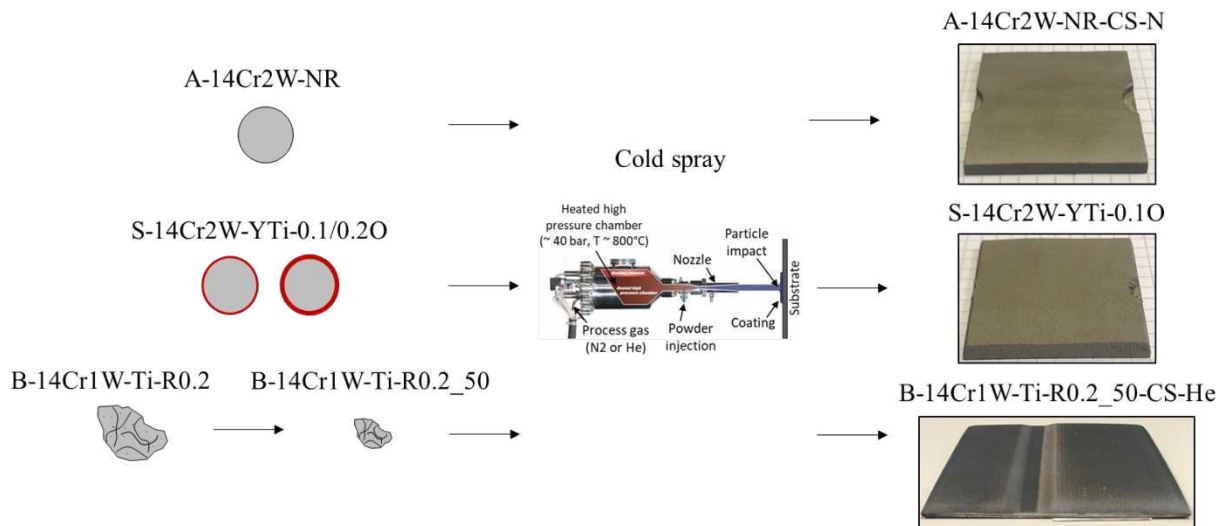 A-14Cr2W-NR-CS-N
A-14Cr2W-NR
Cold spray
S-14Cr2W-YTi-0.1/0.2O
S-14Cr2W-YTi-0.1O
Heated high
pressure chamber
(~ 40 bar, T ~ 800°C)
Particle
impact
Nozzle
Substrate
Process gas
(N2 or He)
Powder
injection
Coating
B-14Cr1W-Ti-R0.2
B-14Cr1W-Ti-R0.2_50
B-14Cr1W-Ti-R0.2_50-CS-He